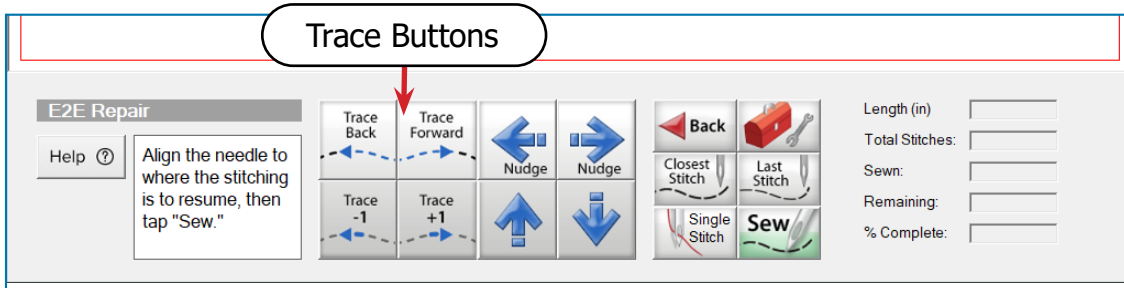 Trace Buttons
E2E Repair
Help ?
Align the needle to
where the stitching
is to resume, then
tap "Sew."
Trace
Back
Trace
Forward
Nudge
Nudge
Trace
-1
Trace
+1
Back
Closest
Stitch
Last
Stitch
Single
Stitch
Sew
Length (in)
Total Stitches:
Sewn:
Remaining:
% Complete: